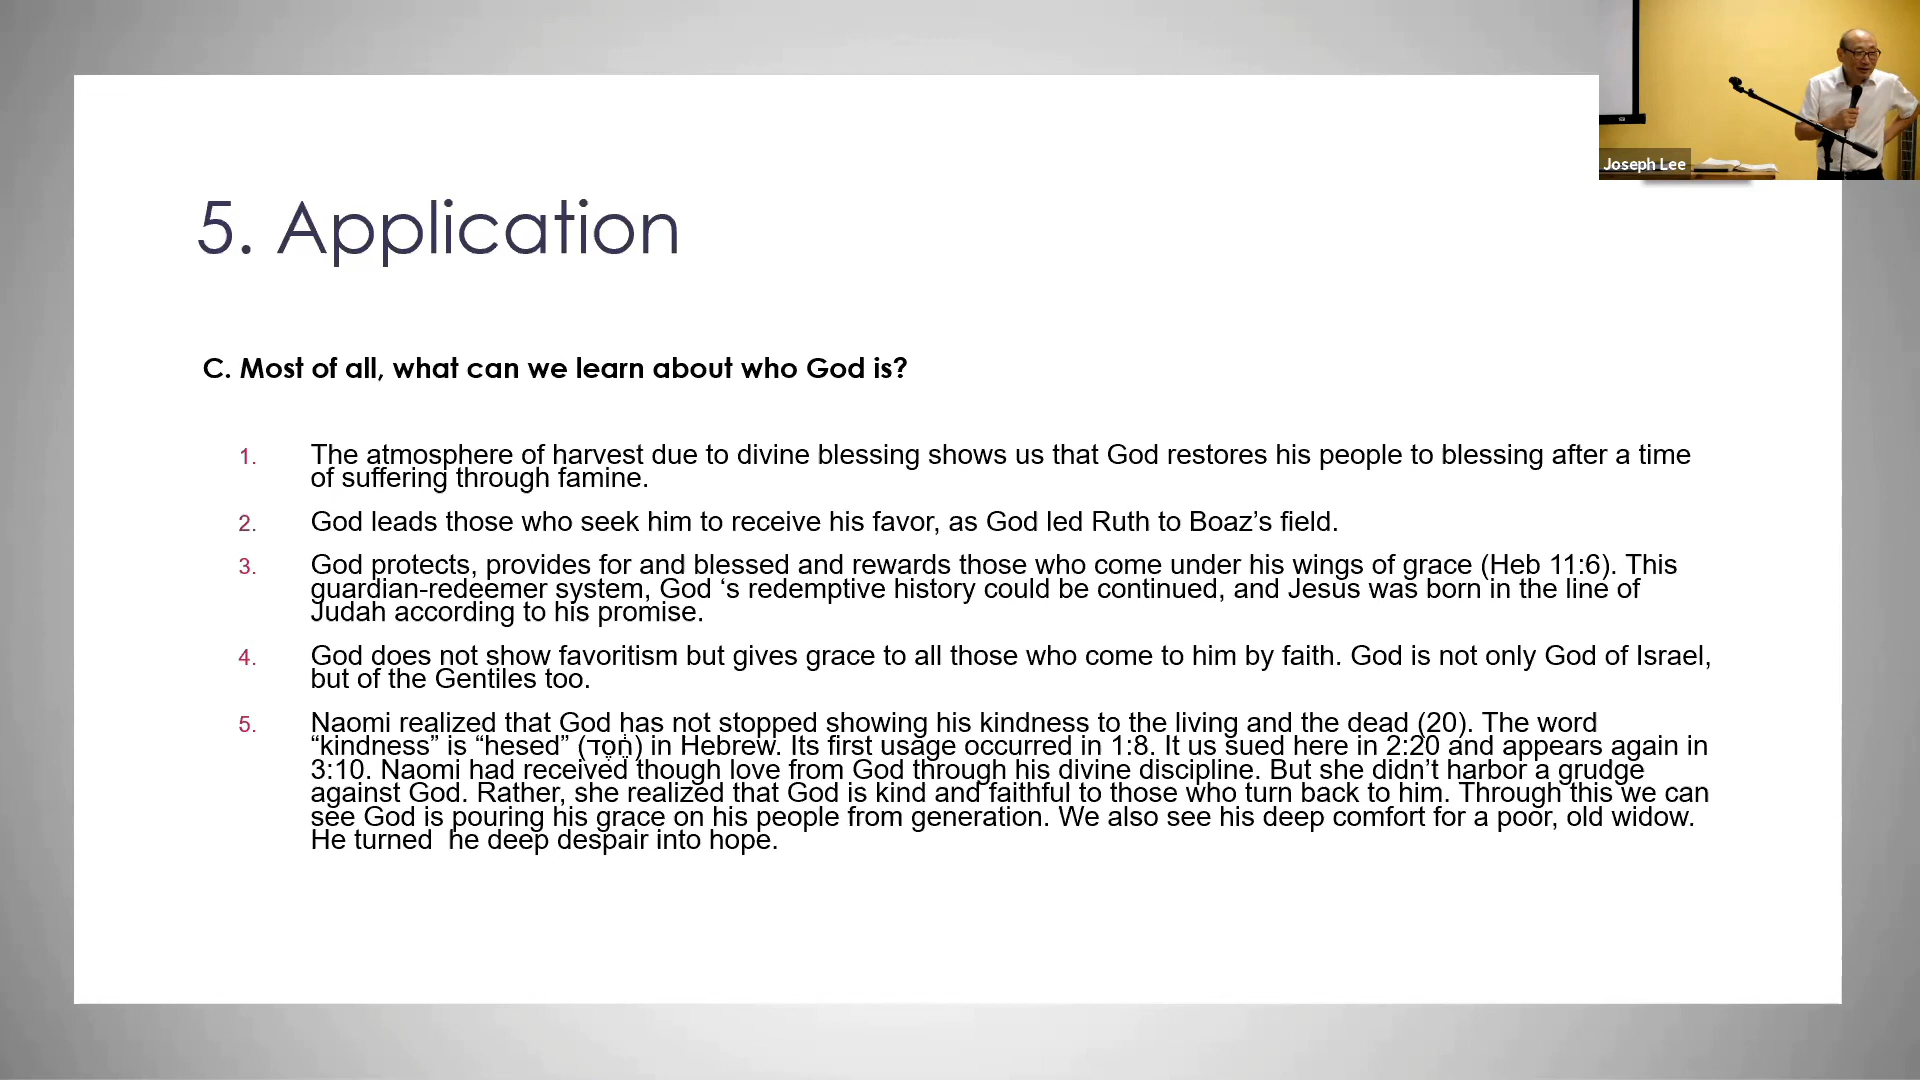 Joseph Lee
5. Application
C. Most of all, what can we learn about who God is?
1. The atmosphere of harvest due to divine blessing shows us that God restores his people to blessing after a time
of suffering through famine.
2. God leads those who seek him to receive his favor, as God led Ruth to Boaz’s field.
3. God protects, provides for and blessed and rewards those who come under his wings of grace (Heb 11:6). This
guardian-redeemer system, God ‘s redemptive history could be continued, and Jesus was born in the line of
Judah according to his promise.
4. God does not show favoritism but gives grace to all those who come to him by faith. God is not only God of Israel,
but of the Gentiles too.
5. Naomi realized that God has not stopped showing his kindness to the living and the dead (20). The word
“kindness” is “hesed” (חֶ֔סֶד) in Hebrew. Its first usage occurred in 1:8. It us sued here in 2:20 and appears again in
3:10. Naomi had received though love from God through his divine discipline. But she didn’t harbor a grudge
against God. Rather, she realized that God is kind and faithful to those who turn back to him. Through this we can
see God is pouring his grace on his people from generation. We also see his deep comfort for a poor, old widow.
He turned  he deep despair into hope.